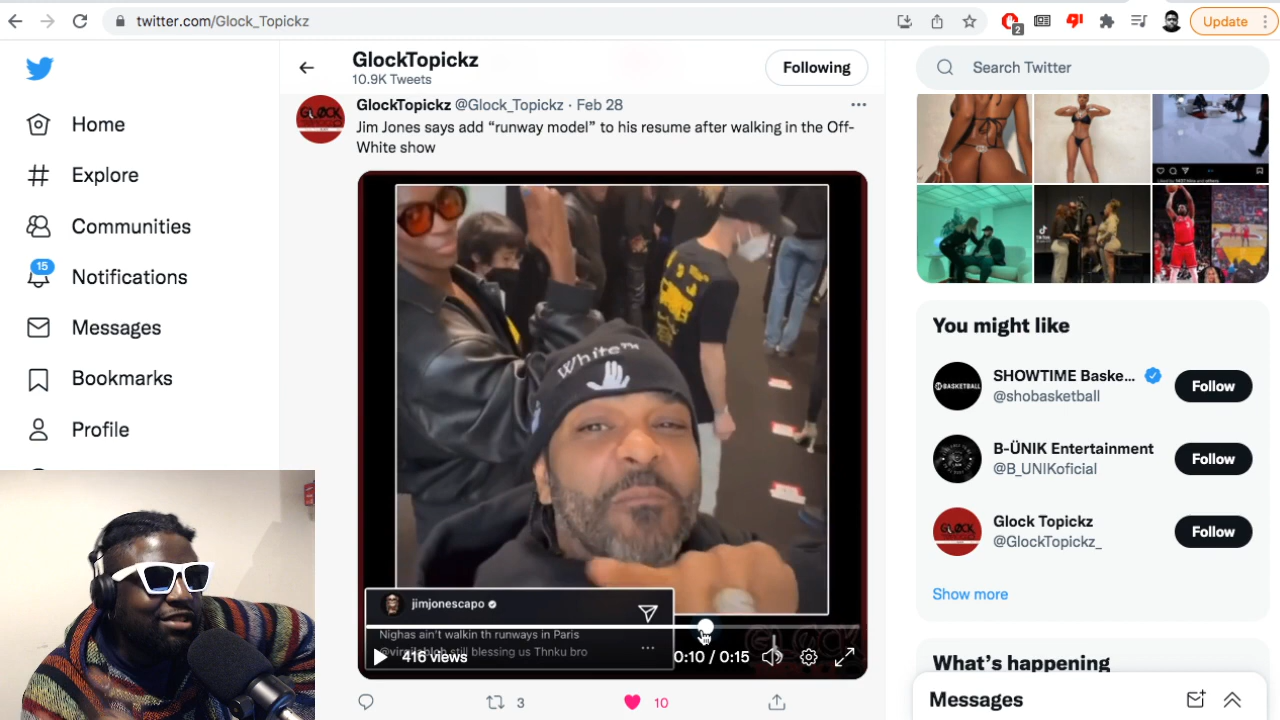 twitter.com/Glock_Topickz
2
Update
GlockTopickz
10.9K Tweets
Following
Search Twitter
Home
Explore
Communities
15
Notifications
Messages
Bookmarks
Profile
GlockTopickz @Glock_Topickz · Feb 28
Jim Jones says add “runway model” to his resume after walking in the Off-
White show
White™
jimjonescapo
Nighas ain't walkin th runways in Paris
still blessing us Thnku bro
416 views
0:10 / 0:15
3
10
You might like
SHOWTIME Baske...
@shobasketball
Follow
B-ÜNIK Entertainment
@B_UNIKoficial
Follow
Glock Topickz
@GlockTopickz_
Follow
Show more
What's happening
Messages